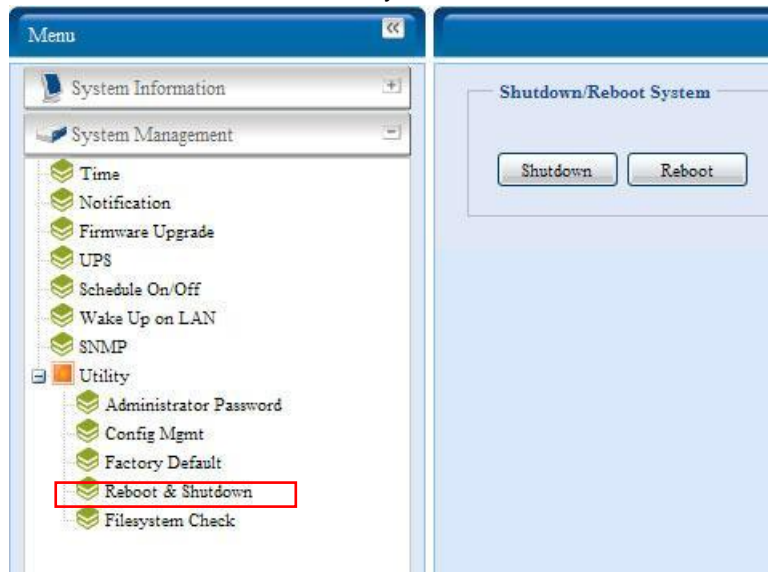 Menu
System Information
System Management
Time
Notification
Firmware Upgrade
UPS
Schedule On/Off
Wake Up on LAN
SNMP
Utility
Administrator Password
Config Mgmt
Factory Default
Reboot & Shutdown
Filesystem Check
Shutdown/Reboot System
Shutdown Reboot